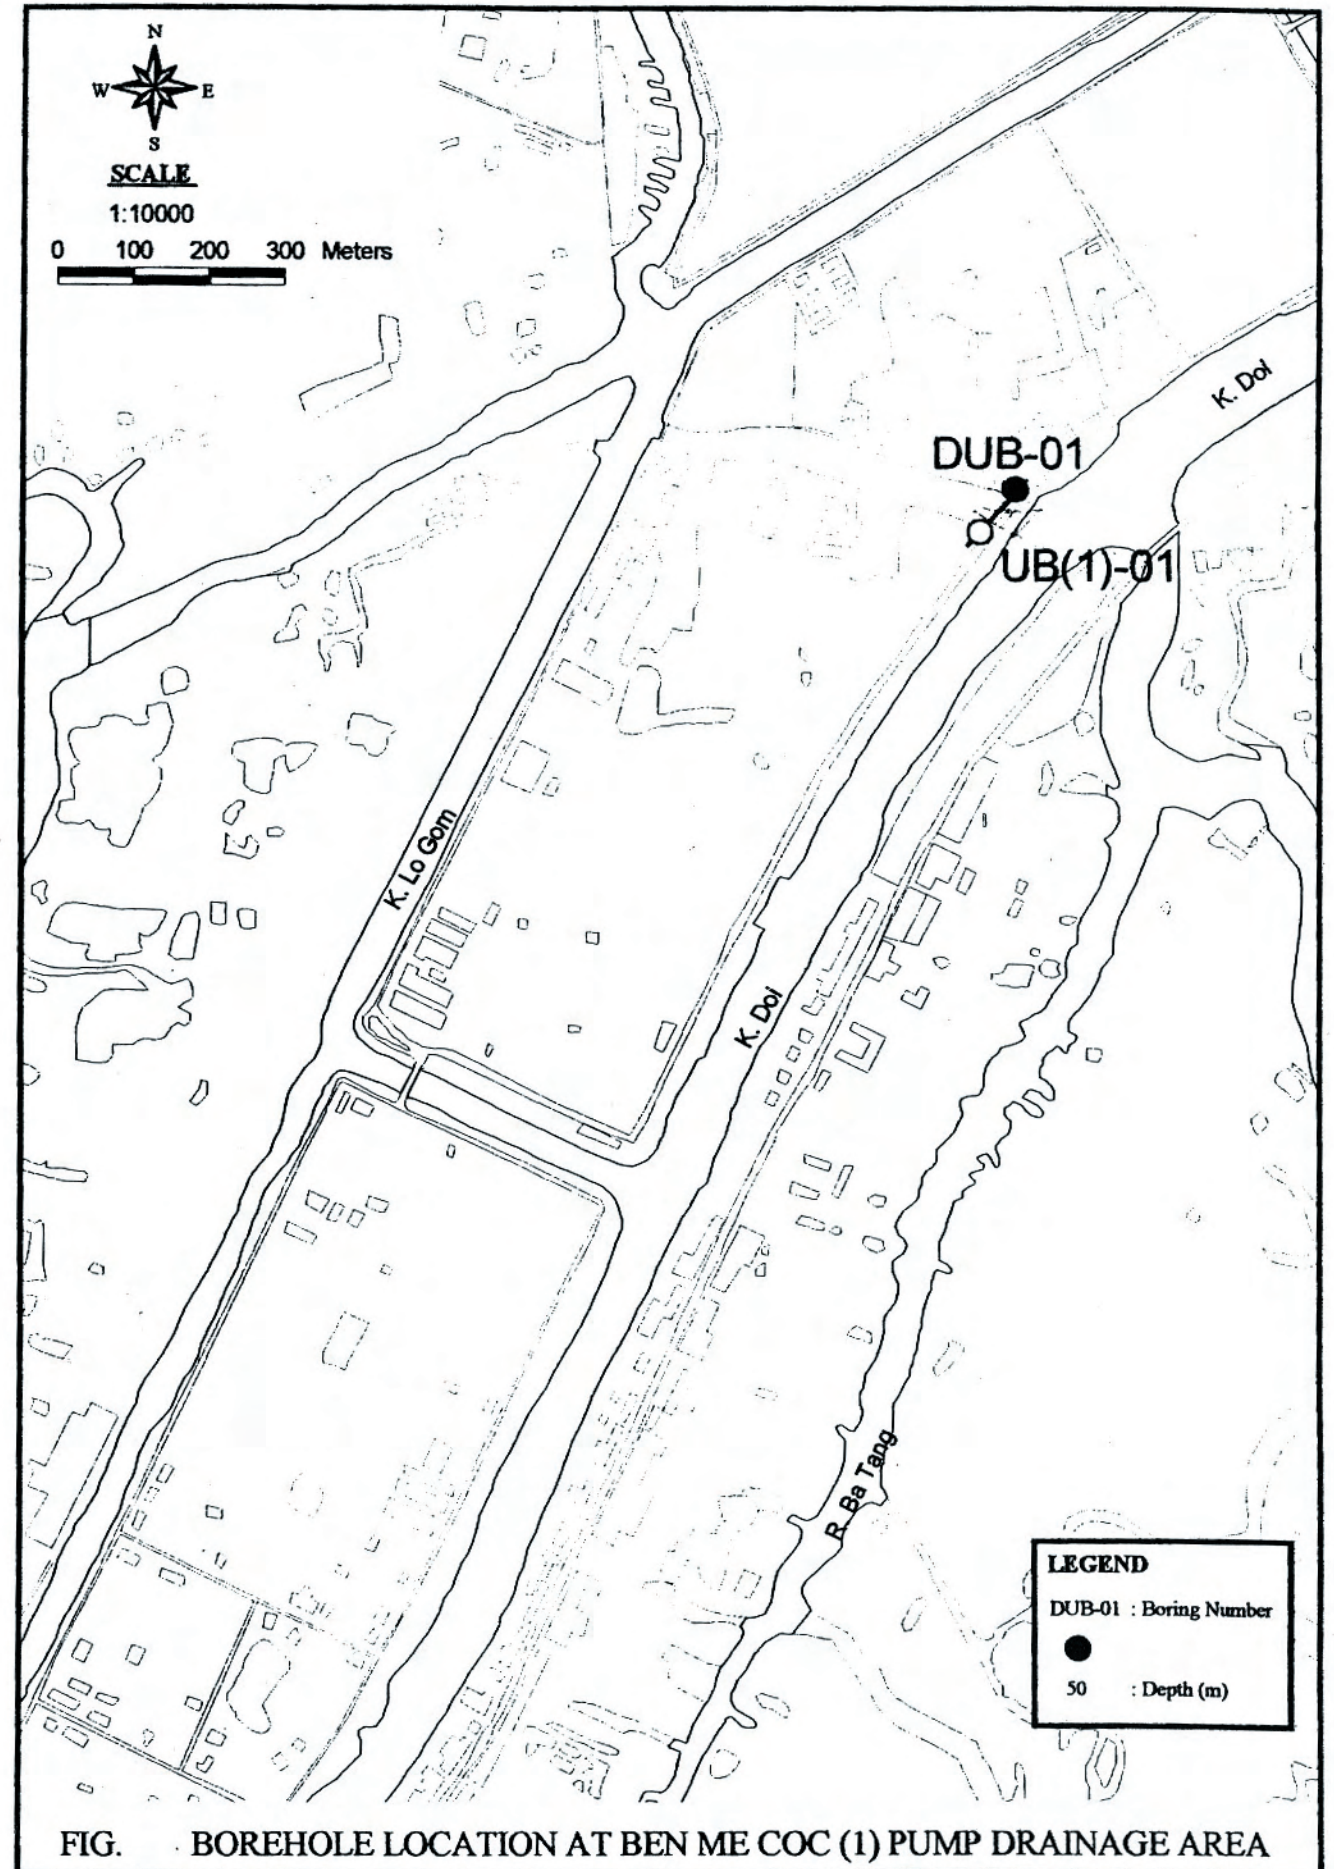 N
W E
S
SCALE
1:10000
0 100 200 300 Meters
K. Doi
DUB-01
UB(1)-01
K. Lo Gom
K. Doi
R. Ba Tang
LEGEND
DUB-01 : Boring Number
50 : Depth (m)
FIG. BOREHOLE LOCATION AT BEN ME COC (1) PUMP DRAINAGE AREA